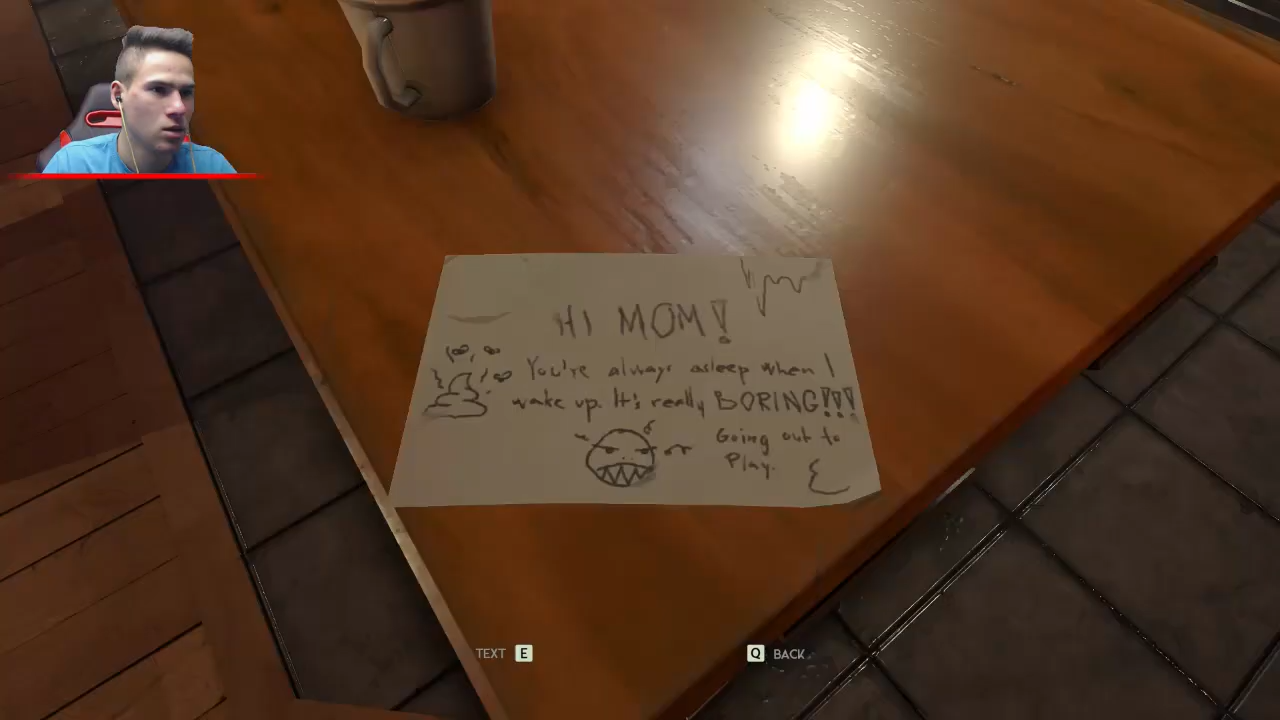 HI MOM!
You're always asleep when I
wake up. It's really BORING!!!
Going out to
Play.
TEXT E
Q BACK